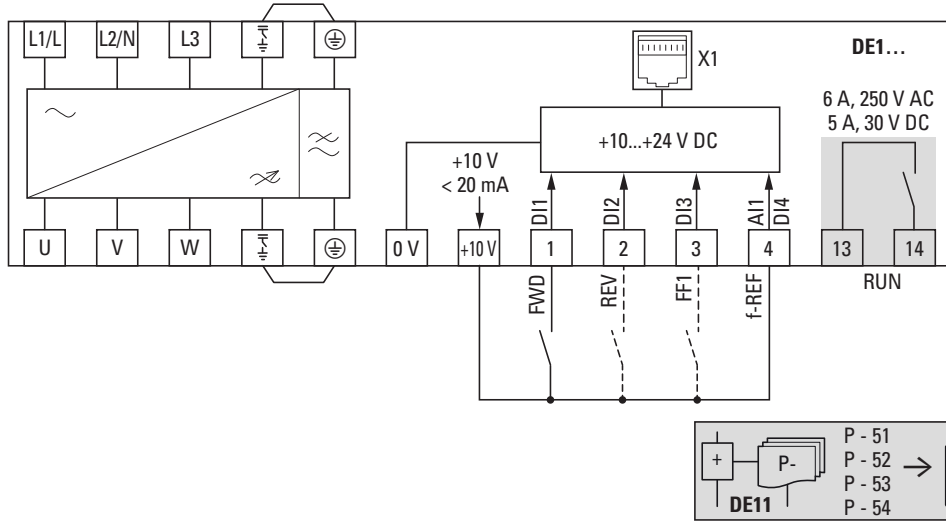 L1/L L2/N L3
X1
DE1...
6 A, 250 V AC
5 A, 30 V DC
+10...+24 V DC
+10 V
< 20 mA
DI1 DI2 DI3 AI1 DI4
U V W 0 V +10 V 1 2 3 4 13 14
FWD REV FF1 f-REF RUN
+ P-
DE11
P - 51
P - 52
P - 53
P - 54